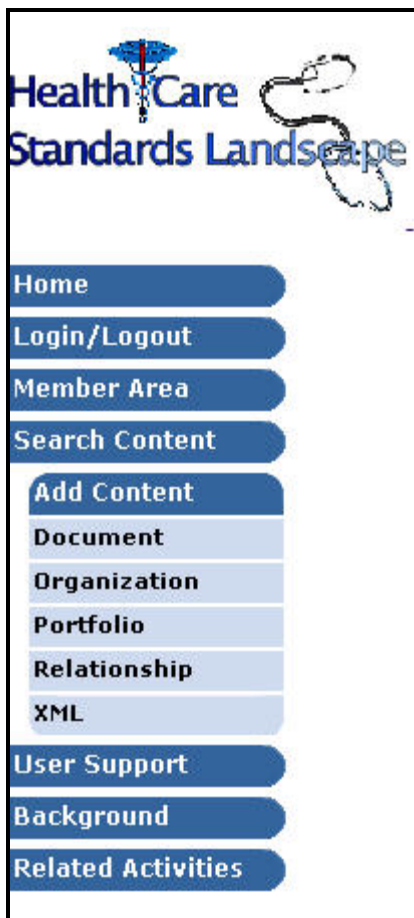 Health Care
Standards Landscape
Home
Login/Logout
Member Area
Search Content
Add Content
Document
Organization
Portfolio
Relationship
XML
User Support
Background
Related Activities